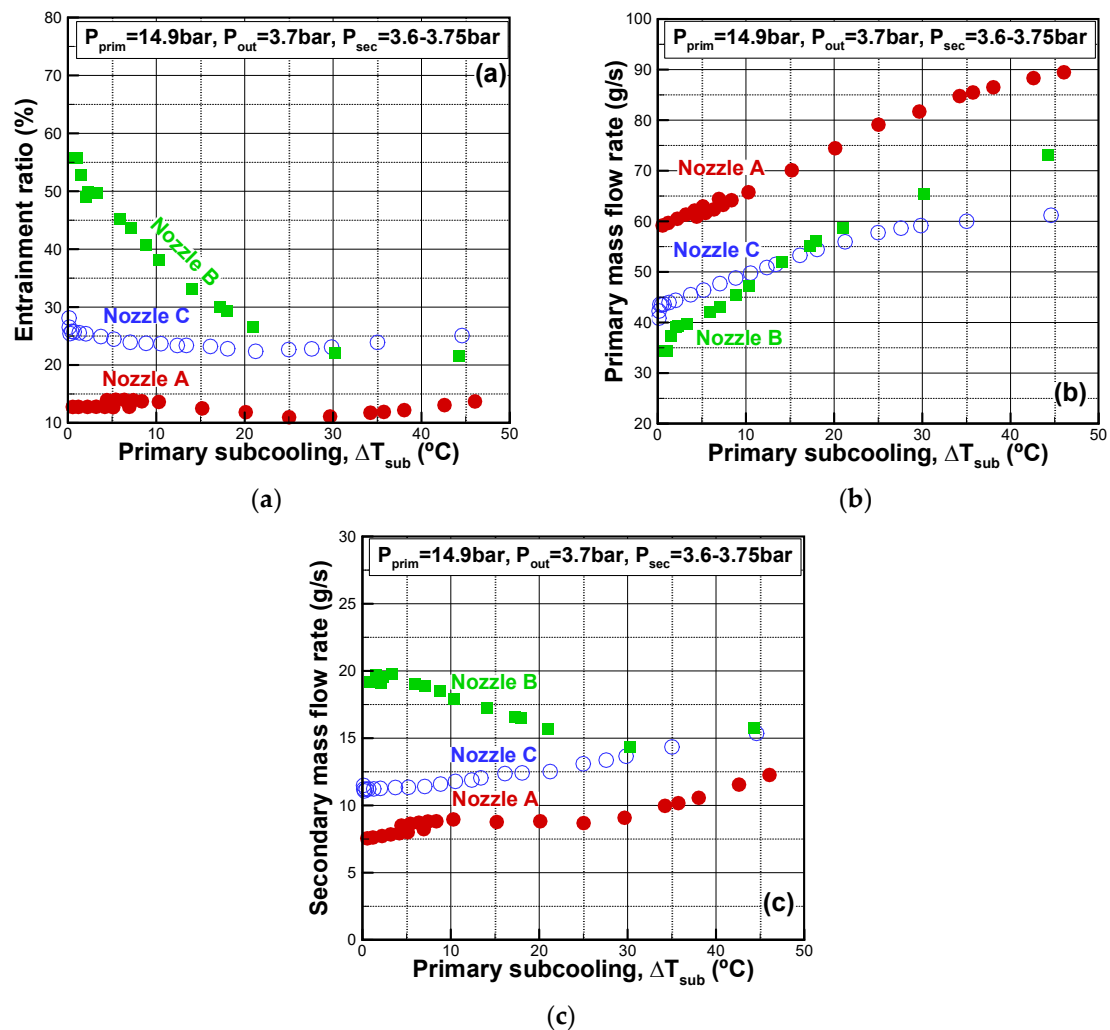 P_prim=14.9bar, P_out=3.7bar, P_sec=3.6-3.75bar
(a)
Entrainment ratio (%)
80
70
60
50
40
30
20
10
Nozzle B
Nozzle C
Nozzle A
0 10 20 30 40 50
Primary subcooling, ΔT_sub (ºC)
(a)
P_prim=14.9bar, P_out=3.7bar, P_sec=3.6-3.75bar
Primary mass flow rate (g/s)
100
90
80
70
60
50
40
30
20
Nozzle A
Nozzle C
Nozzle B
(b)
0 10 20 30 40 50
Primary subcooling, ΔT_sub (ºC)
(b)
P_prim=14.9bar, P_out=3.7bar, P_sec=3.6-3.75bar
Secondary mass flow rate (g/s)
30
25
20
15
10
5
0
Nozzle B
Nozzle C
Nozzle A
(c)
0 10 20 30 40 50
Primary subcooling, ΔT_sub (ºC)
(c)